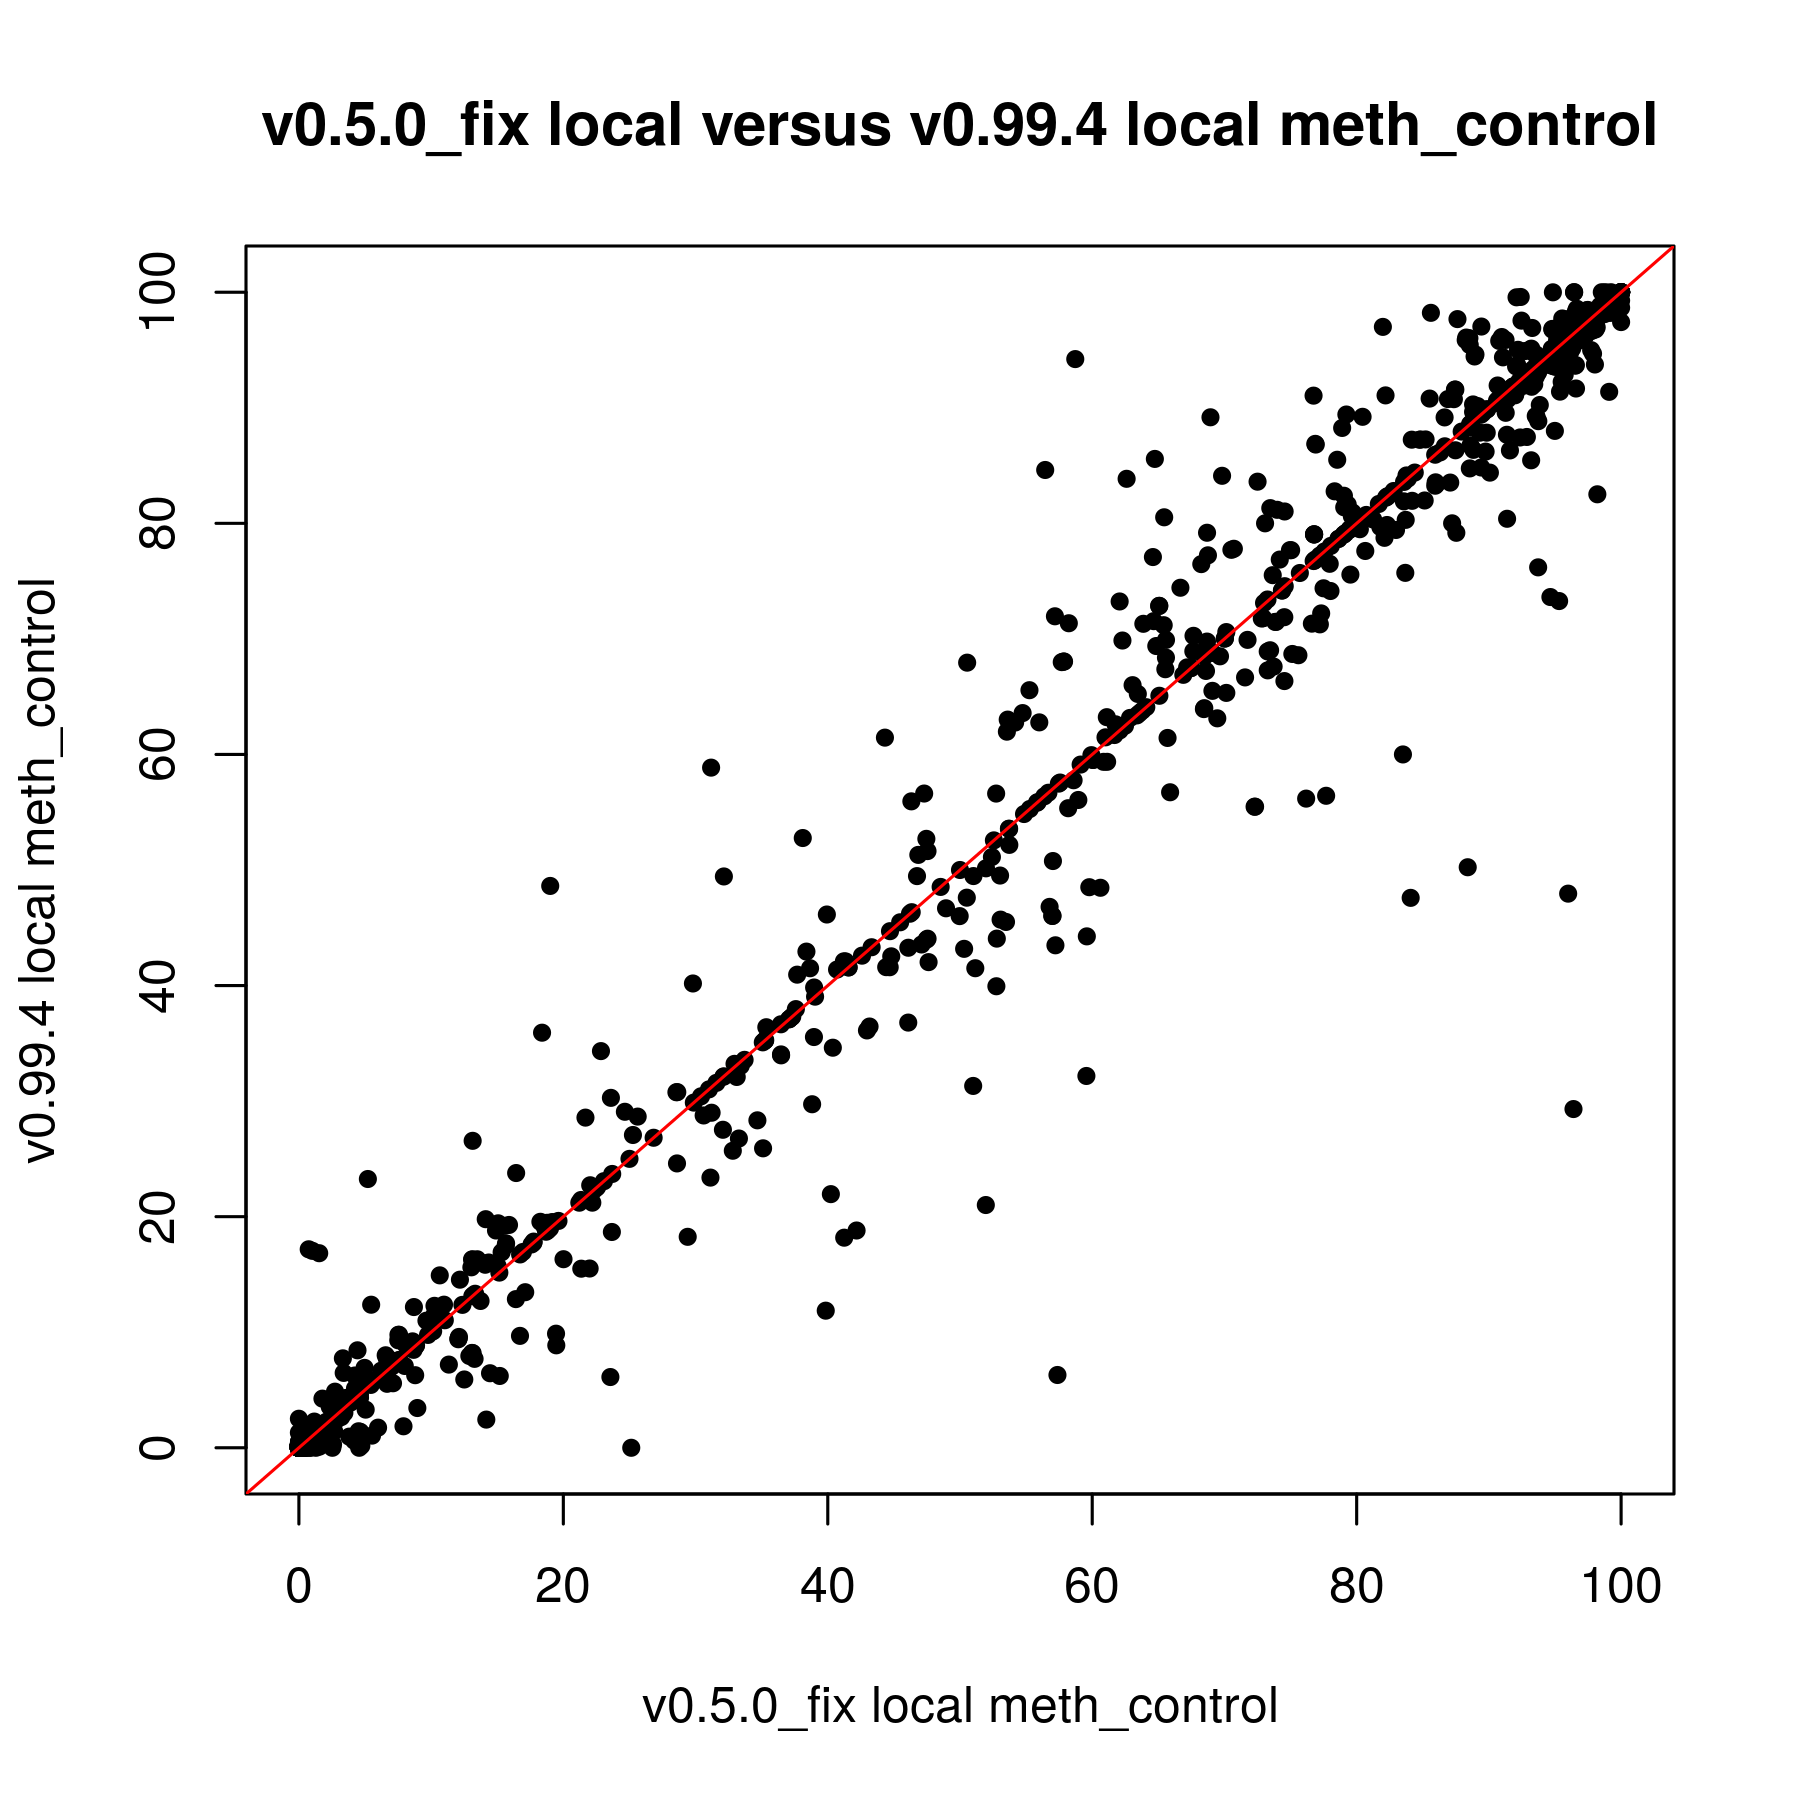 v0.5.0_fix local versus v0.99.4 local meth_control
100
80
60
40
20
0
v0.99.4 local meth_control
0 20 40 60 80 100
v0.5.0_fix local meth_control